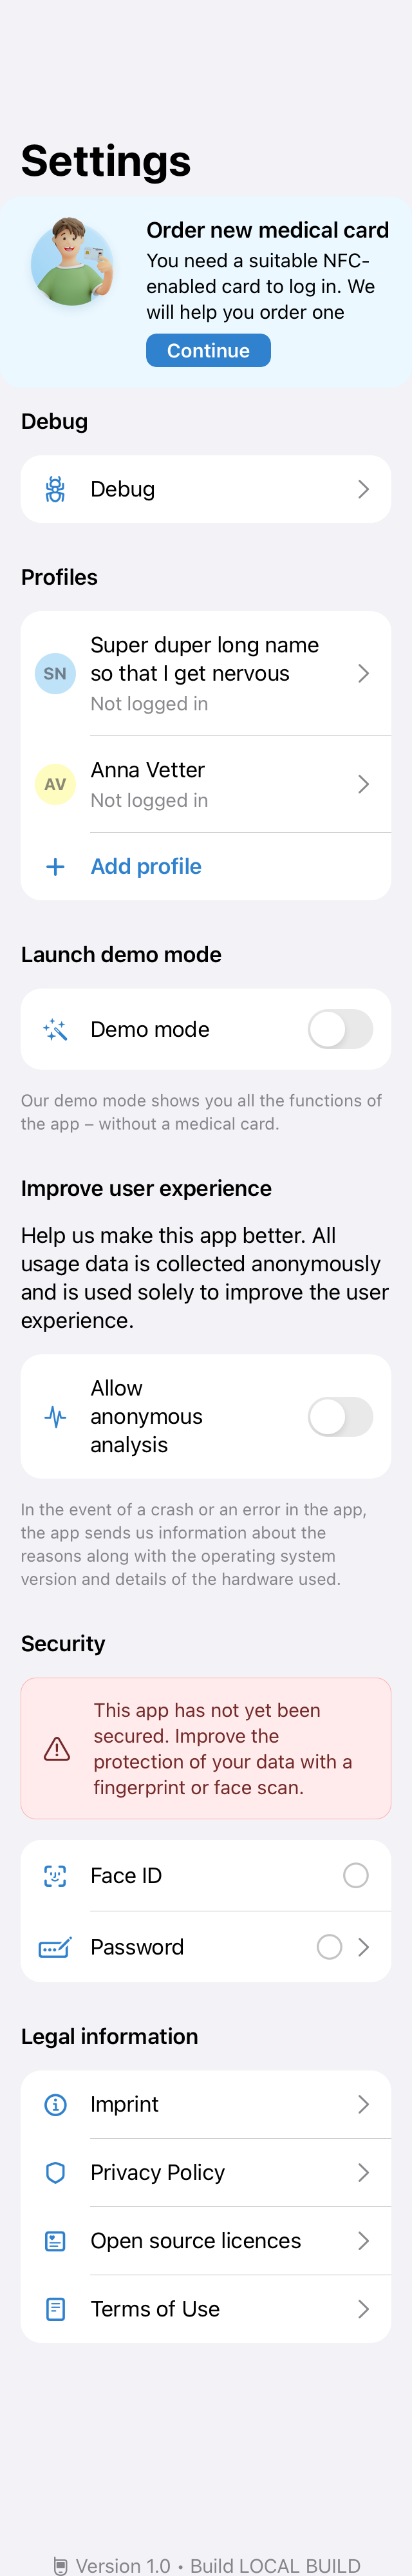 Settings
Order new medical card
You need a suitable NFC-
enabled card to log in. We
will help you order one
Continue
Debug
Debug
Profiles
SN
Super duper long name
so that I get nervous
Not logged in
AV
Anna Vetter
Not logged in
Add profile
Launch demo mode
Demo mode
Our demo mode shows you all the functions of
the app – without a medical card.
Improve user experience
Help us make this app better. All
usage data is collected anonymously
and is used solely to improve the user
experience.
Allow
anonymous
analysis
In the event of a crash or an error in the app,
the app sends us information about the
reasons along with the operating system
version and details of the hardware used.
Security
This app has not yet been
secured. Improve the
protection of your data with a
fingerprint or face scan.
Face ID
Password
Legal information
Imprint
Privacy Policy
Open source licences
Terms of Use
Version 1.0 • Build LOCAL BUILD